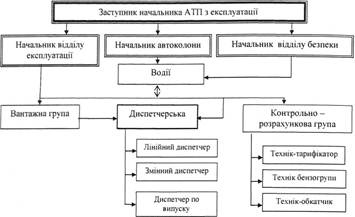 Заступник начальника АТП з експлуатації
Начальник відділу
експлуатації
Начальник автоколони
Начальник відділу безпеки
Водії
Вантажна група
Диспетчерська
Контрольно –
розрахункова група
Лінійний диспетчер
Змінний диспетчер
Диспетчер по
випуску
Технік-тарифікатор
Технік бензогрупи
Технік-обкатчик